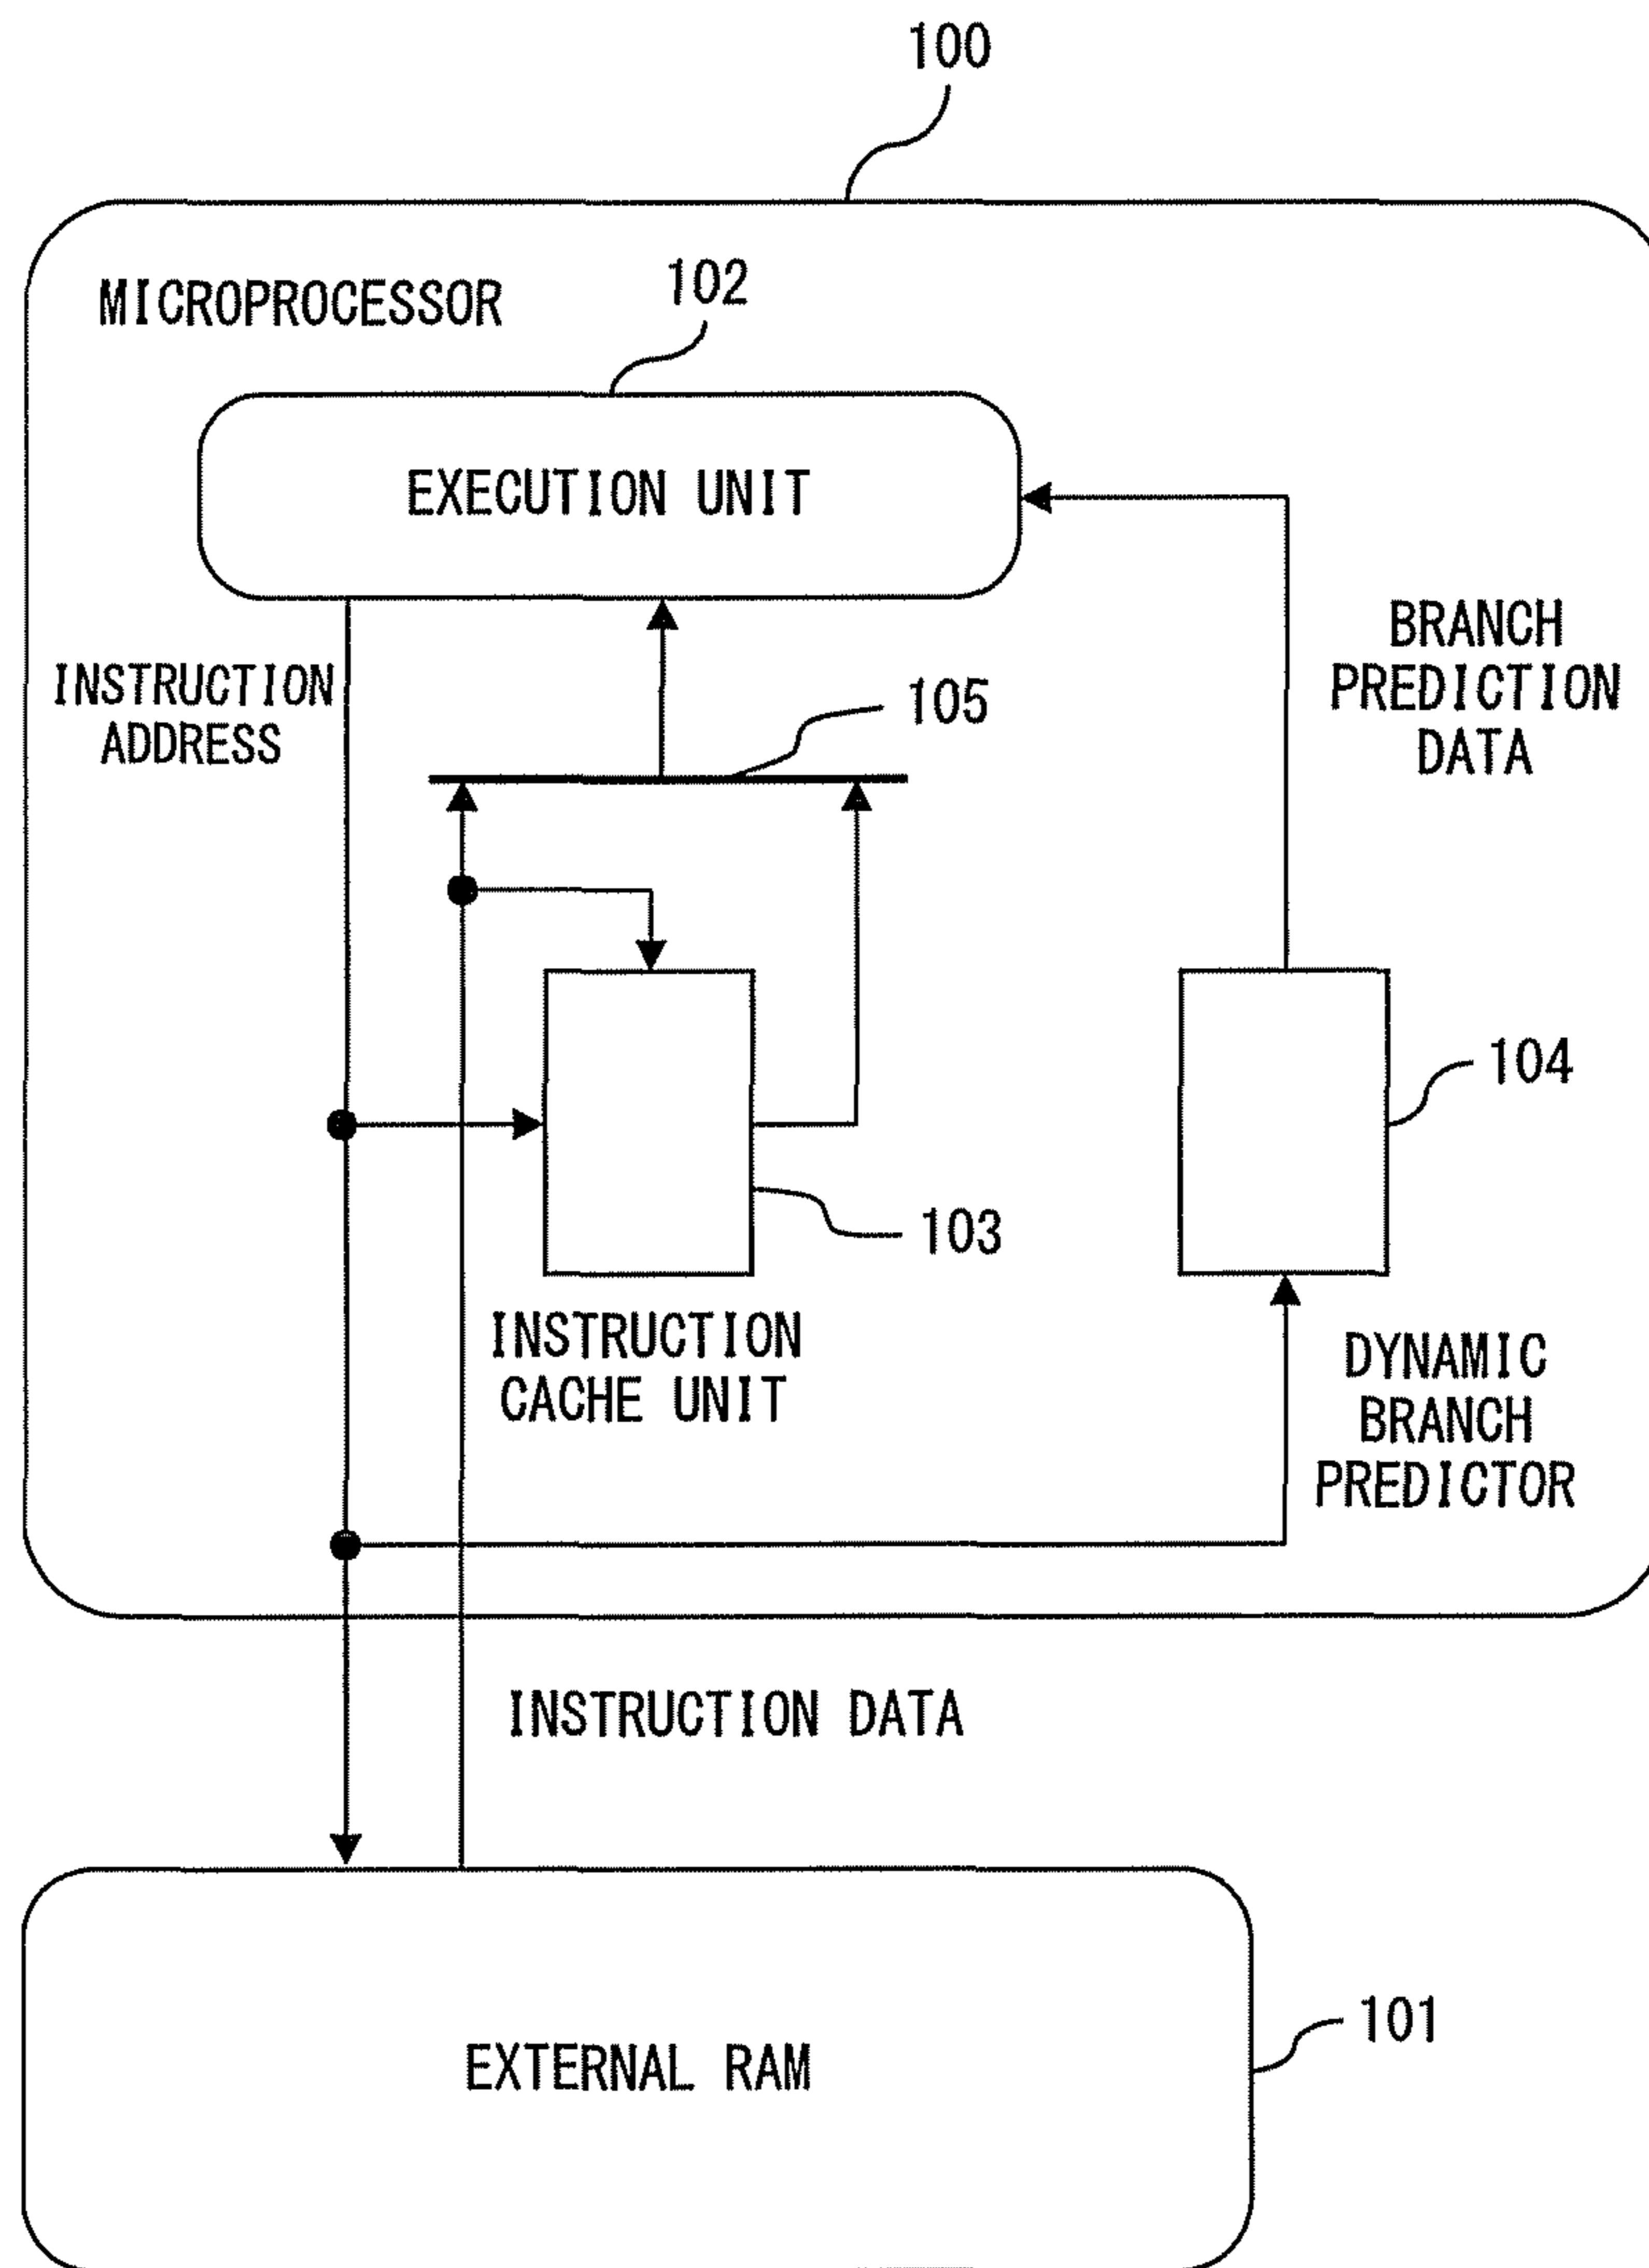 100
MICROPROCESSOR
102
EXECUTION UNIT
INSTRUCTION
ADDRESS
105
BRANCH
PREDICTION
DATA
104
103
INSTRUCTION
CACHE UNIT
DYNAMIC
BRANCH
PREDICTOR
INSTRUCTION DATA
EXTERNAL RAM
101